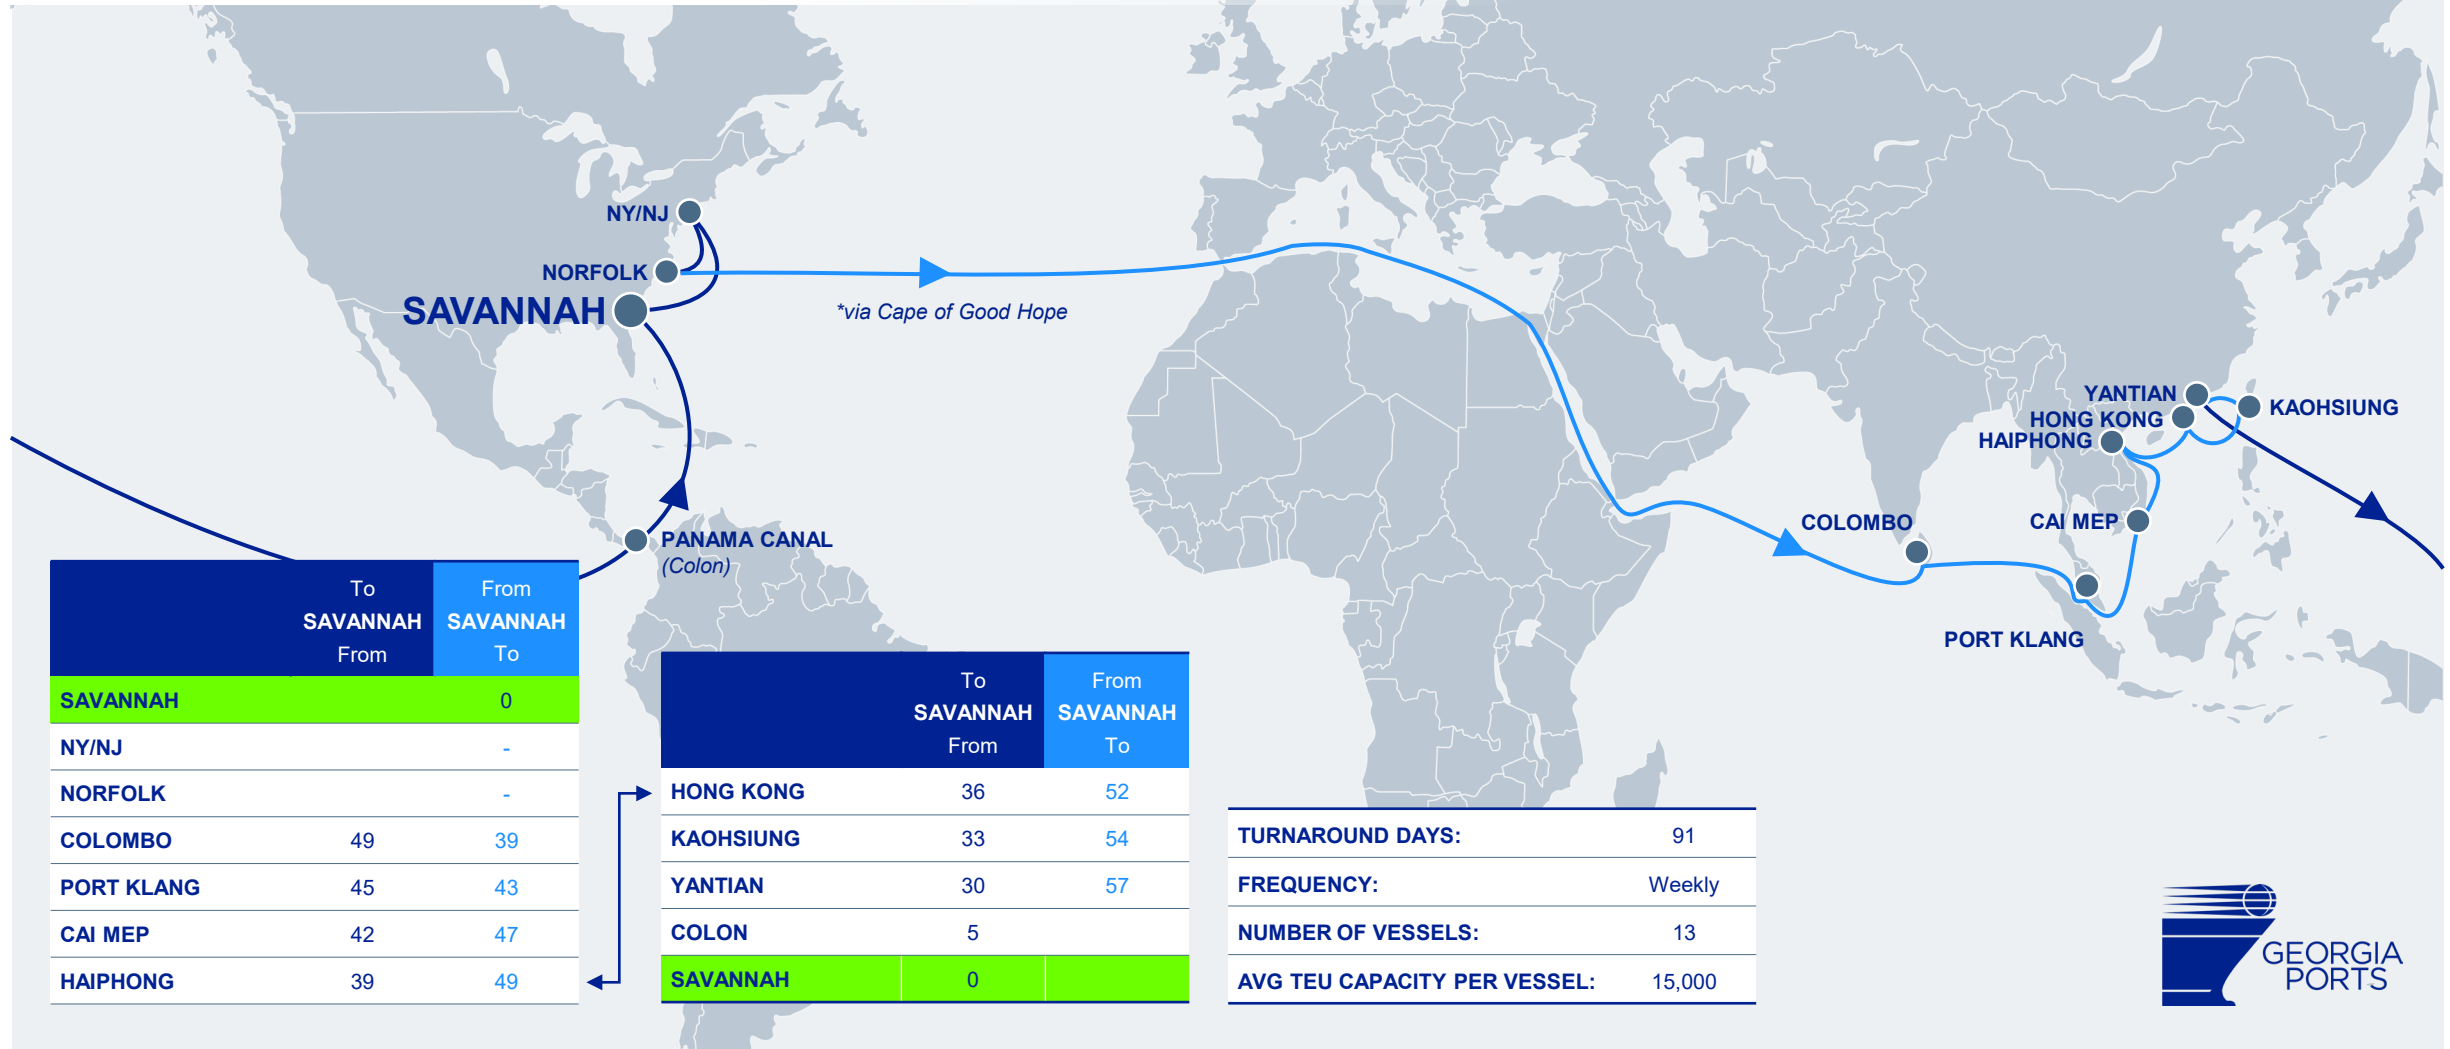 NY/NJ
NORFOLK
SAVANNAH
*via Cape of Good Hope
PANAMA CANAL
(Colon)
YANTIAN
HONG KONG
HAIPHONG
KAOHSIUNG
COLOMBO
CAI MEP
PORT KLANG
To SAVANNAH From
From SAVANNAH To
SAVANNAH 0
NY/NJ -
NORFOLK -
COLOMBO 49 39
PORT KLANG 45 43
CAI MEP 42 47
HAIPHONG 39 49
To SAVANNAH From
From SAVANNAH To
HONG KONG 36 52
KAOHSIUNG 33 54
YANTIAN 30 57
COLON 5
SAVANNAH 0
TURNAROUND DAYS: 91
FREQUENCY: Weekly
NUMBER OF VESSELS: 13
AVG TEU CAPACITY PER VESSEL: 15,000
GEORGIA
PORTS